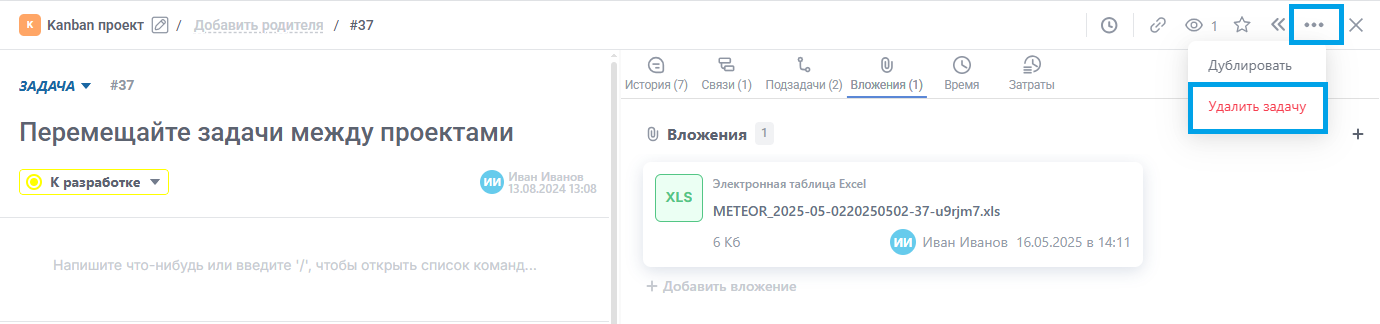 K Kanban проект / Добавить родителя / #37
1
Дублировать
Удалить задачу
ЗАДАЧА #37
История (7) Связи (1) Подзадачи (2) Вложения (1) Время Затраты
Перемещайте задачи между проектами
К разработке
ИИ Иван Иванов
13.08.2024 13:08
Напишите что-нибудь или введите '/', чтобы открыть список команд...
Вложения 1 +
XLS
Электронная таблица Excel
METEOR_2025-05-0220250502-37-u9rjm7.xls
6 Кб ИИ Иван Иванов 16.05.2025 в 14:11
+ Добавить вложение